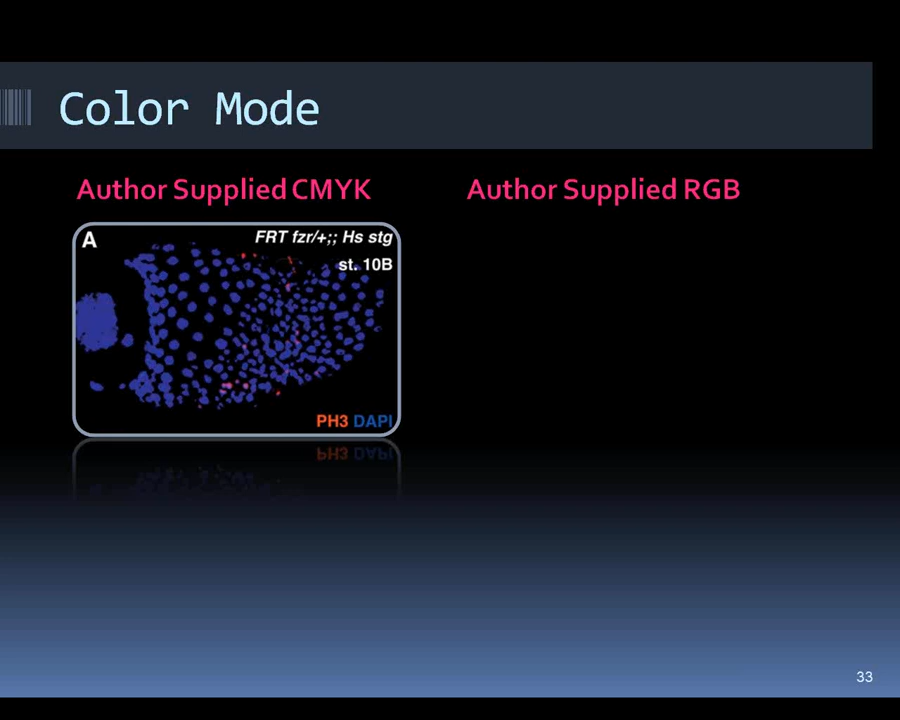 Color Mode
Author Supplied CMYK
Author Supplied RGB
A
FRT fzr/+;; Hs stg
st. 10B
PH3 DAPI
33